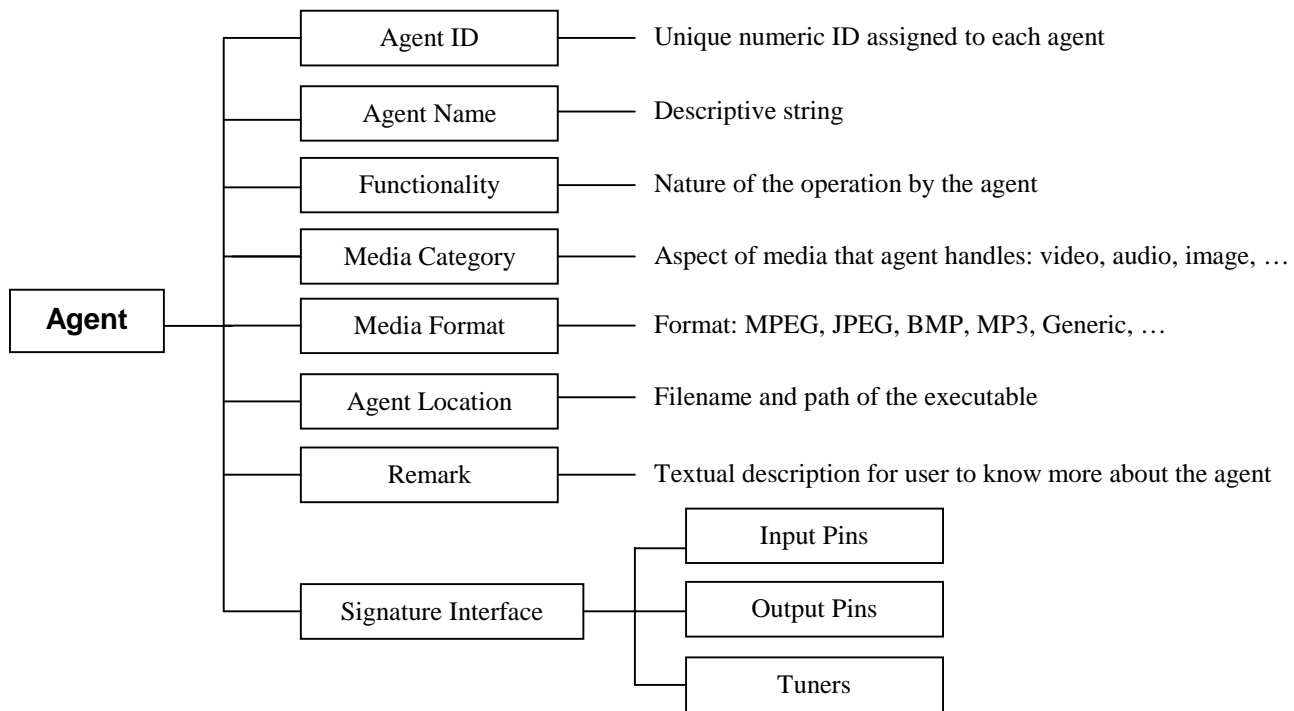 Agent ID
Unique numeric ID assigned to each agent
Agent Name
Descriptive string
Functionality
Nature of the operation by the agent
Media Category
Aspect of media that agent handles: video, audio, image, …
Agent
Media Format
Format: MPEG, JPEG, BMP, MP3, Generic, …
Agent Location
Filename and path of the executable
Remark
Textual description for user to know more about the agent
Input Pins
Signature Interface
Output Pins
Tuners